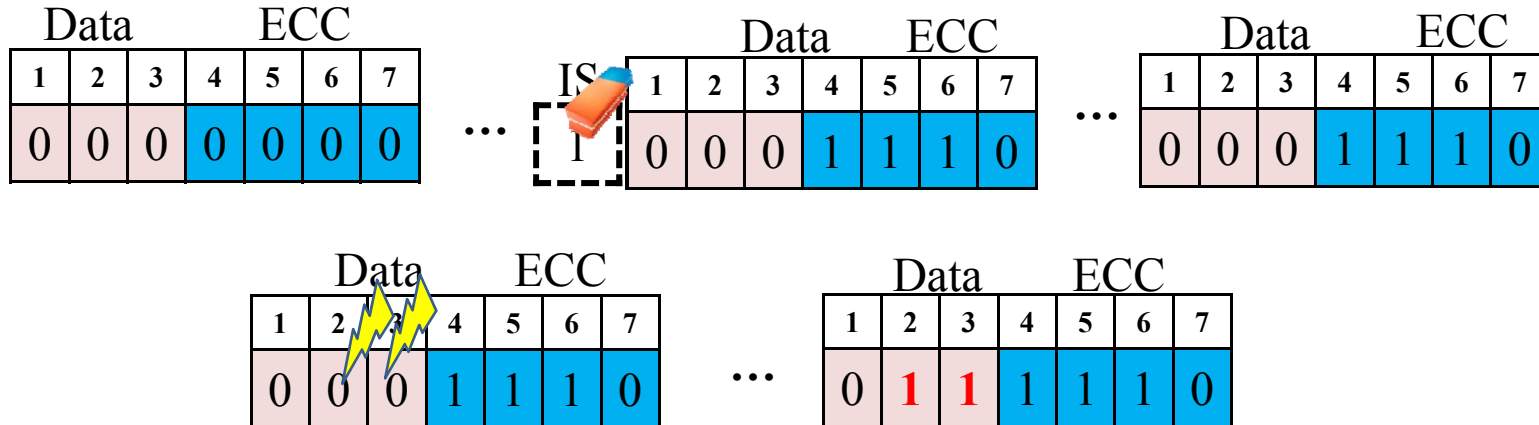 Data ECC
IS
Data ECC
Data ECC
1 2 3 4 5 6 7
1 2 3 4 5 6 7
1 2 3 4 5 6 7
0 0 0 0 0 0 0
...
1
0 0 0 1 1 1 0
...
0 0 0 1 1 1 0
Data ECC
Data ECC
1 2 3 4 5 6 7
1 2 3 4 5 6 7
0 0 0 1 1 1 0
...
0 1 1 1 1 1 0